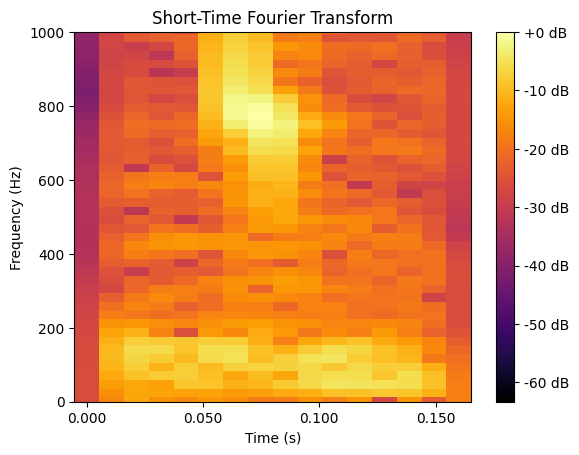 Short-Time Fourier Transform
1000
800
600
400
200
0
Frequency (Hz)
0.000
0.050
0.100
0.150
Time (s)
+0 dB
-10 dB
-20 dB
-30 dB
-40 dB
-50 dB
-60 dB